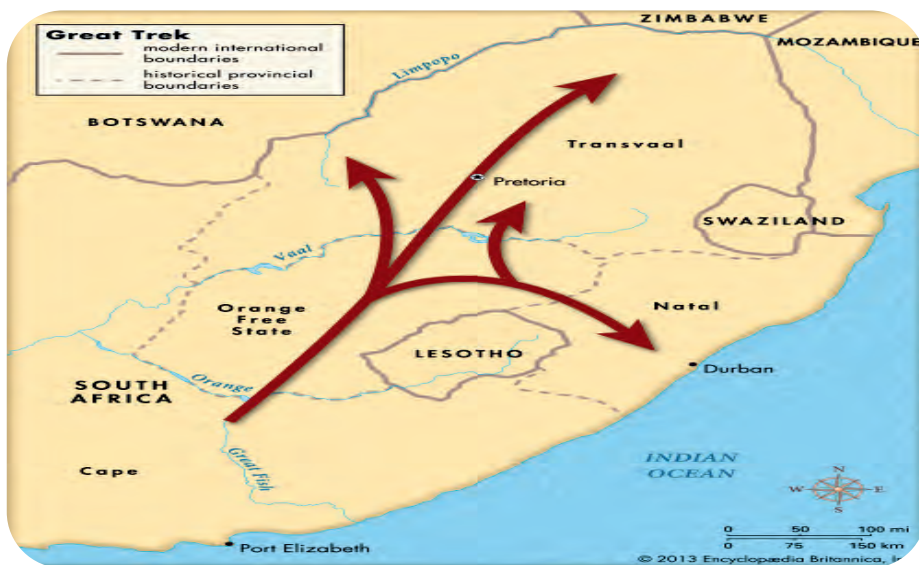 Great Trek
modern international
boundaries
historical provincial
boundaries
ZIMBABWE
MOZAMBIQUE
Limpopo
BOTSWANA
Transvaal
Pretoria
SWAZILAND
Vaal
Orange
Free
State
Natal
LESOTHO
Durban
SOUTH
AFRICA
Orange
Great Fish
Cape
INDIAN
OCEAN
N
W
E
S
Port Elizabeth
0 50 100 mi
0 75 150 km
© 2013 Encyclopædia Britannica,